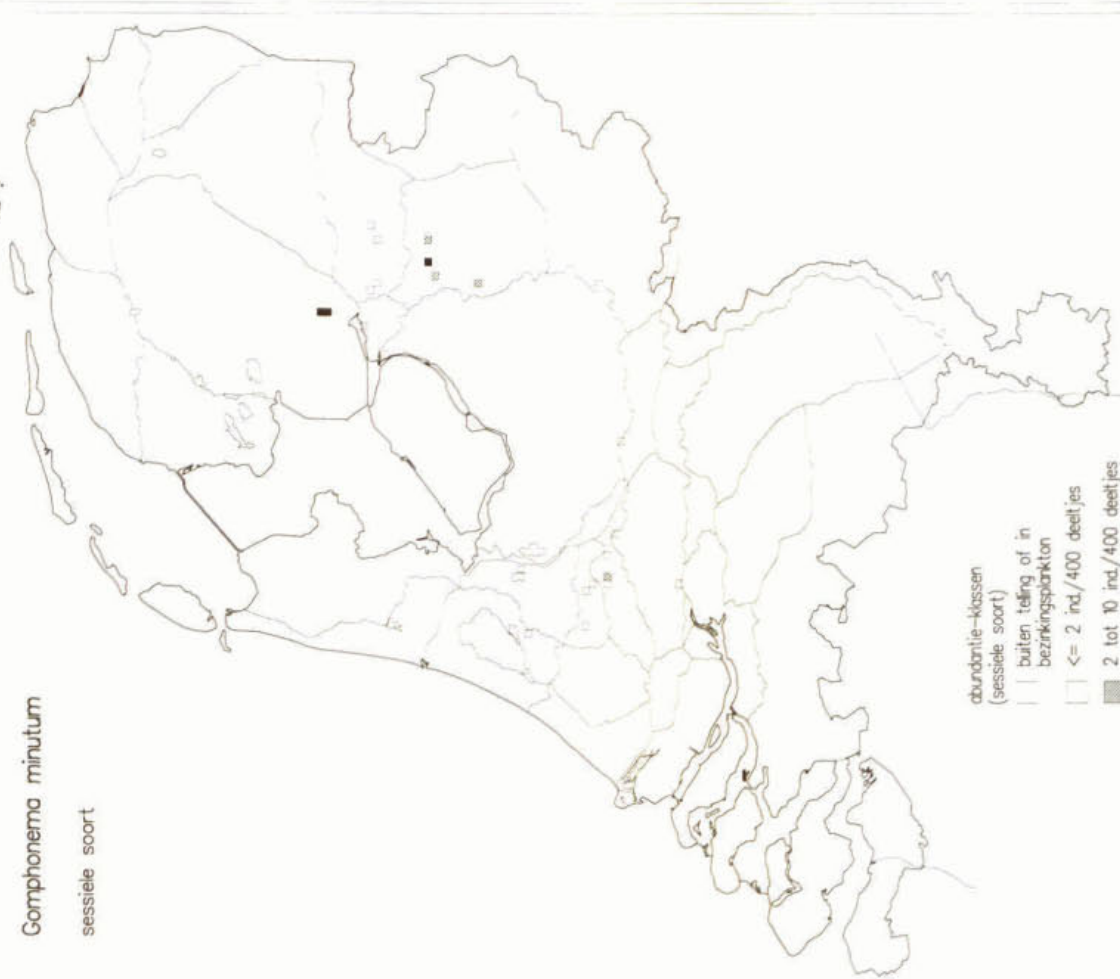 Gomphonema minutum
sessiele soort
abundantie-klassen
(sessiele soort)
buiten telling of in
bezinkingsplankton
<= 2 ind./400 deeltjes
2 tot 10 ind./400 deeltjes